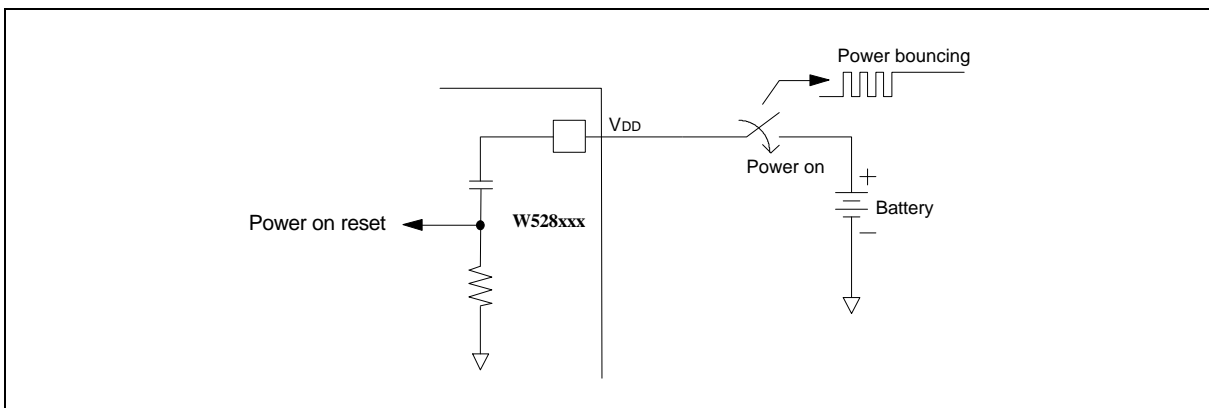 Power bouncing
VDD
Power on
+
Battery
−
Power on reset
W528xxx